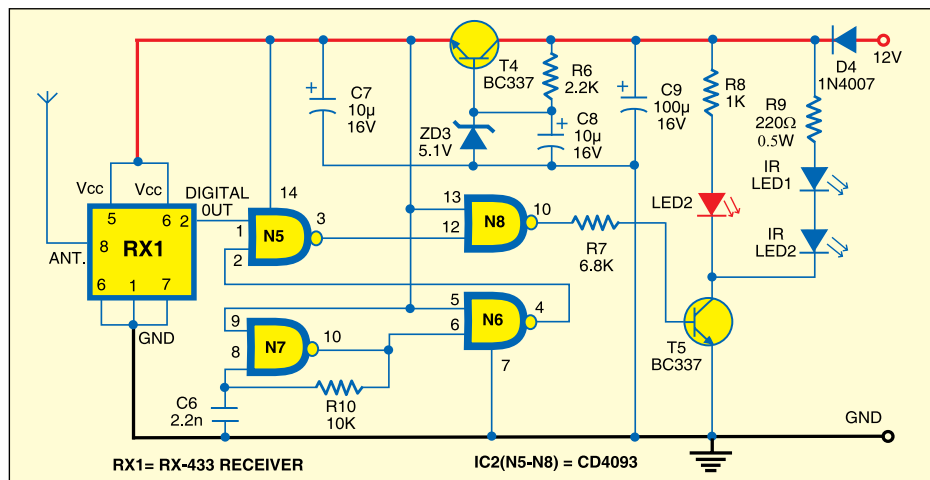 12V
D4
1N4007
T4
BC337
R6
2.2K
C7
10µ
16V
ZD3
5.1V
C8
10µ
16V
C9
100µ
16V
R8
1K
R9
220Ω
0.5W
IR
LED1
IR
LED2
LED2
Vcc
Vcc
5
6
2
DIGITAL
OUT
8
RX1
ANT.
6
1
7
GND
14
1
2
N5
3
13
12
N8
10
R7
6.8K
9
8
N7
10
5
6
N6
4
7
R10
10K
C6
2.2n
T5
BC337
GND
RX1= RX-433 RECEIVER
IC2(N5-N8) = CD4093
+
+
+